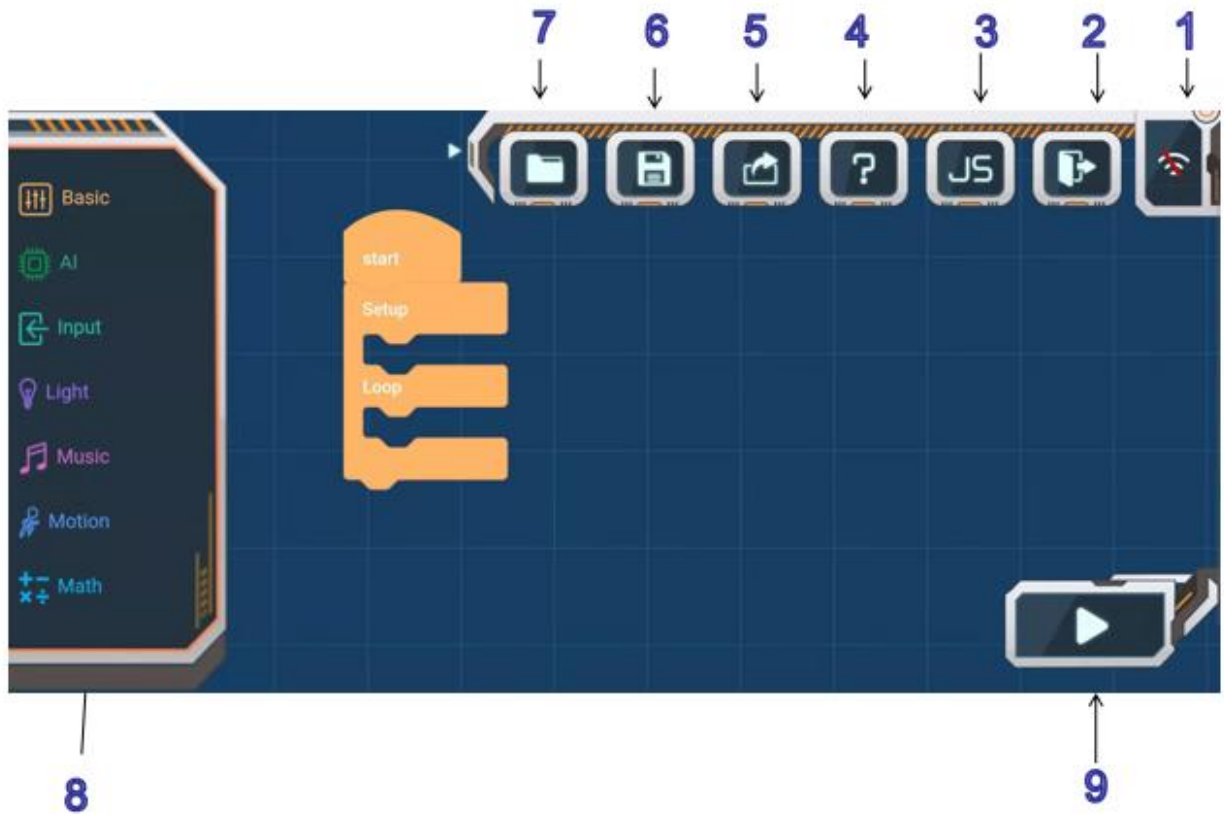 7 6 5 4 3 2 1
? JS
Basic
AI
Input
Light
Music
Motion
Math
start
Setup
Loop
8
9